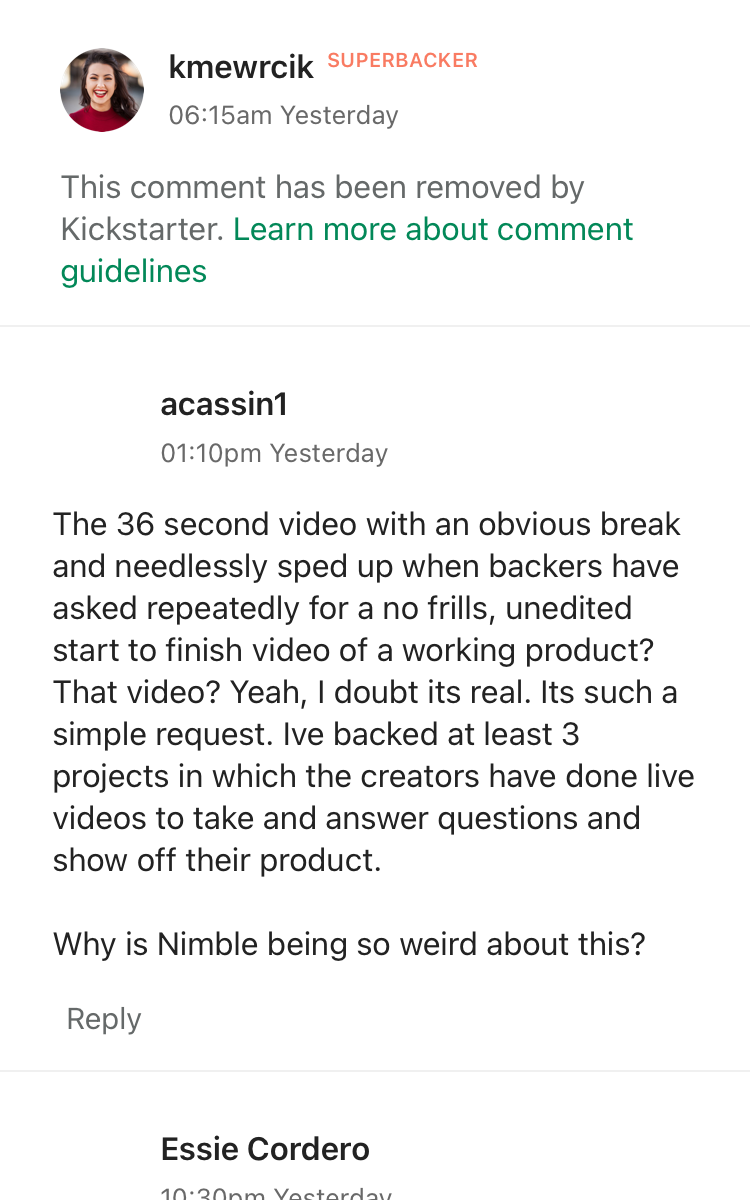 kmewrcik SUPERBACKER
06:15am Yesterday
This comment has been removed by
Kickstarter. Learn more about comment
guidelines
acassin1
01:10pm Yesterday
The 36 second video with an obvious break
and needlessly sped up when backers have
asked repeatedly for a no frills, unedited
start to finish video of a working product?
That video? Yeah, I doubt its real. Its such a
simple request. Ive backed at least 3
projects in which the creators have done live
videos to take and answer questions and
show off their product.
Why is Nimble being so weird about this?
Reply
Essie Cordero
10:30pm Yesterday